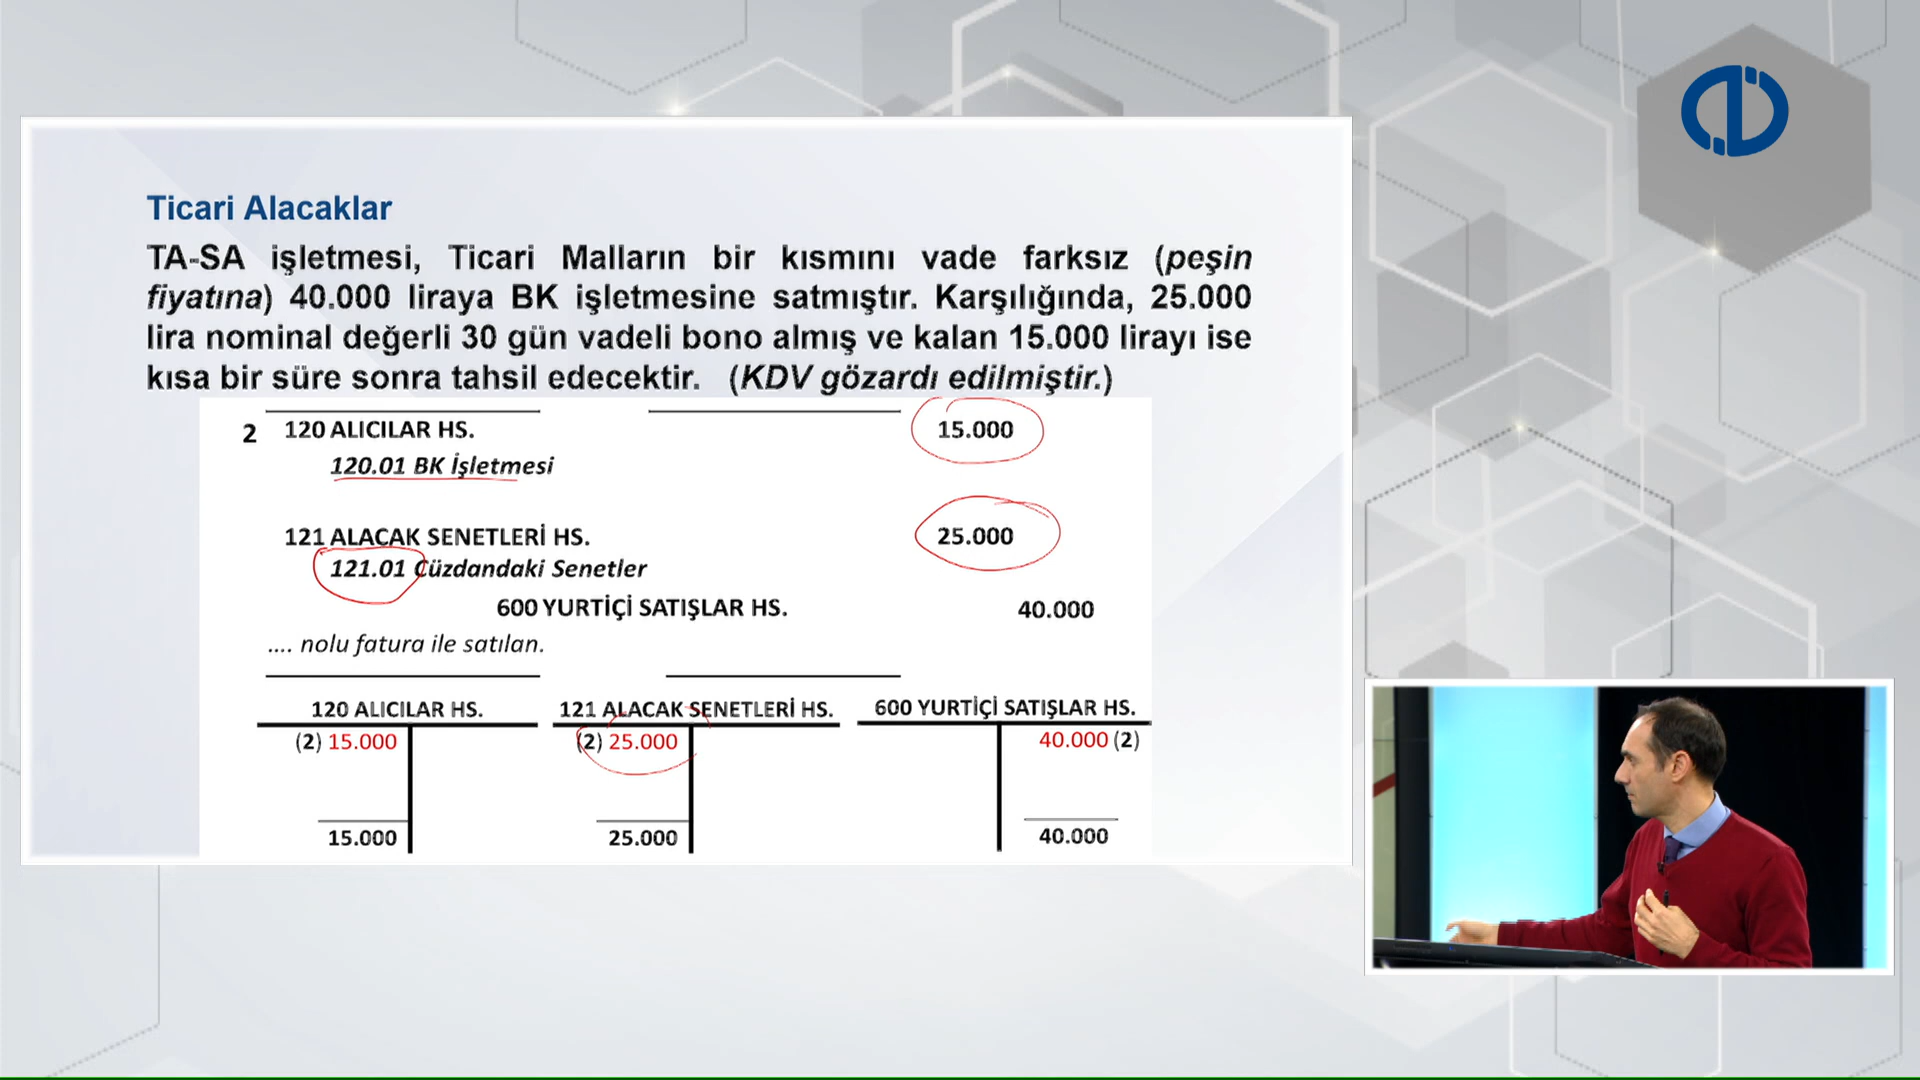 Ticari Alacaklar
TA-SA işletmesi, Ticari Malların bir kısmını vade farksız (peşin
fiyatına) 40.000 liraya BK işletmesine satmıştır. Karşılığında, 25.000
lira nominal değerli 30 gün vadeli bono almış ve kalan 15.000 lirayı ise
kısa bir süre sonra tahsil edecektir. (KDV gözardı edilmiştir.)
2 120 ALICILAR HS. 15.000
120.01 BK İşletmesi
121 ALACAK SENETLERİ HS. 25.000
121.01 Cüzdandaki Senetler
600 YURTİÇİ SATIŞLAR HS. 40.000
.... nolu fatura ile satılan.
120 ALICILAR HS. 121 ALACAK SENETLERİ HS. 600 YURTİÇİ SATIŞLAR HS.
(2) 15.000 (2) 25.000 40.000 (2)
15.000 25.000 40.000